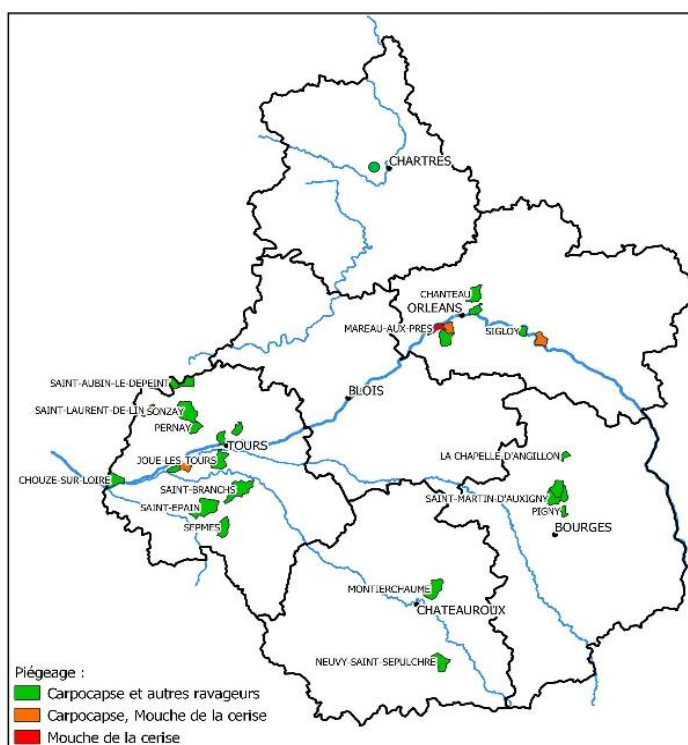 CHARTRES
CHANTEAU
ORLEANS
MAREAU-AUX-PRES
SIGLOY
SAINT-AUBIN-LE-DEPEINT
BLOIS
SAINT-LAURENT-DE-LIN
SONZAY
PERNAY
TOURS
JOUE-LES-TOURS
LA CHAPELLE D'ANGILLON
CHOUZE-SUR-LOIRE
SAINT-BRANCHS
SAINT-MARTIN-D'AUXIGNY
SAINT-EPAIN
PIGNY
SEPMES
BOURGES
MONTIERCHAUME
CHATEAUROUX
NEUVY-SAINT-SEPULCHRE
Piégeage :
Carpocapse et autres ravageurs
Carpocapse, Mouche de la cerise
Mouche de la cerise